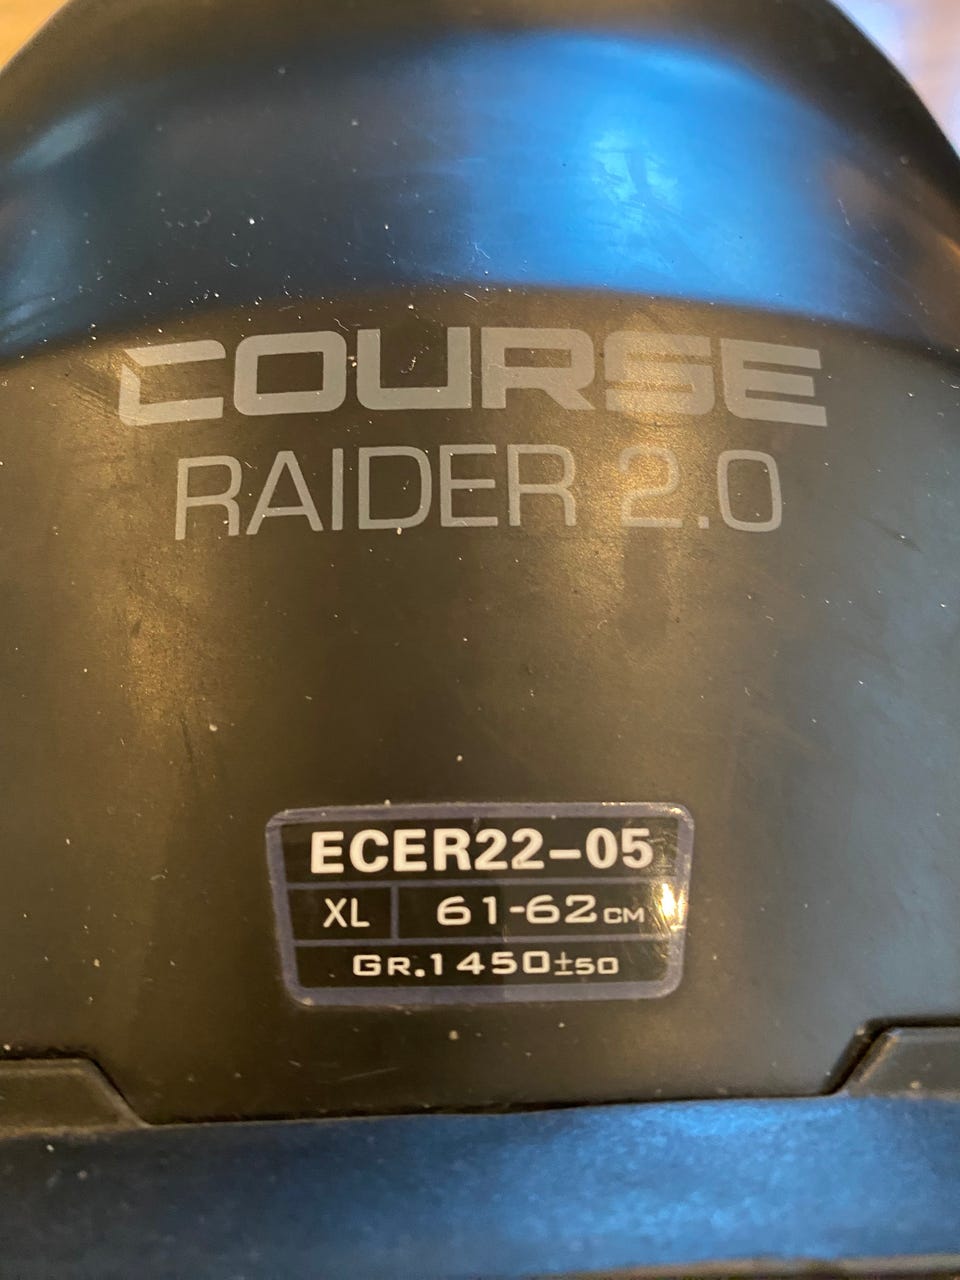 COURSE
RAIDER 2.0
ECER22-05
XL 61-62CM
GR.1450±50